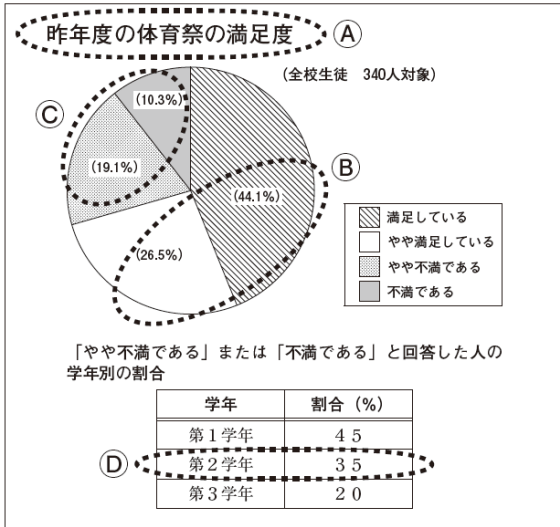 昨年度の体育祭の満足度 Ⓐ
(全校生徒 340人対象)
Ⓒ (10.3%)
(19.1%)
Ⓑ
(44.1%)
(26.5%)
満足している
やや満足している
やや不満である
不満である
「やや不満である」または「不満である」と回答した人の
学年別の割合
学年 割合(%)
第1学年 45
Ⓓ 第2学年 35
第3学年 20